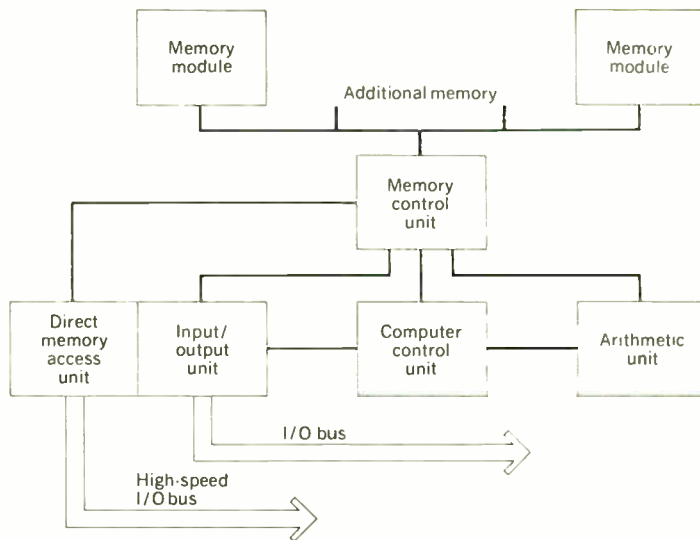 Memory
module
Memory
module
Additional memory
Memory
control
unit
Direct
memory
access
unit
Input/
output
unit
Computer
control
unit
Arithmetic
unit
I/O bus
High-speed
I/O bus